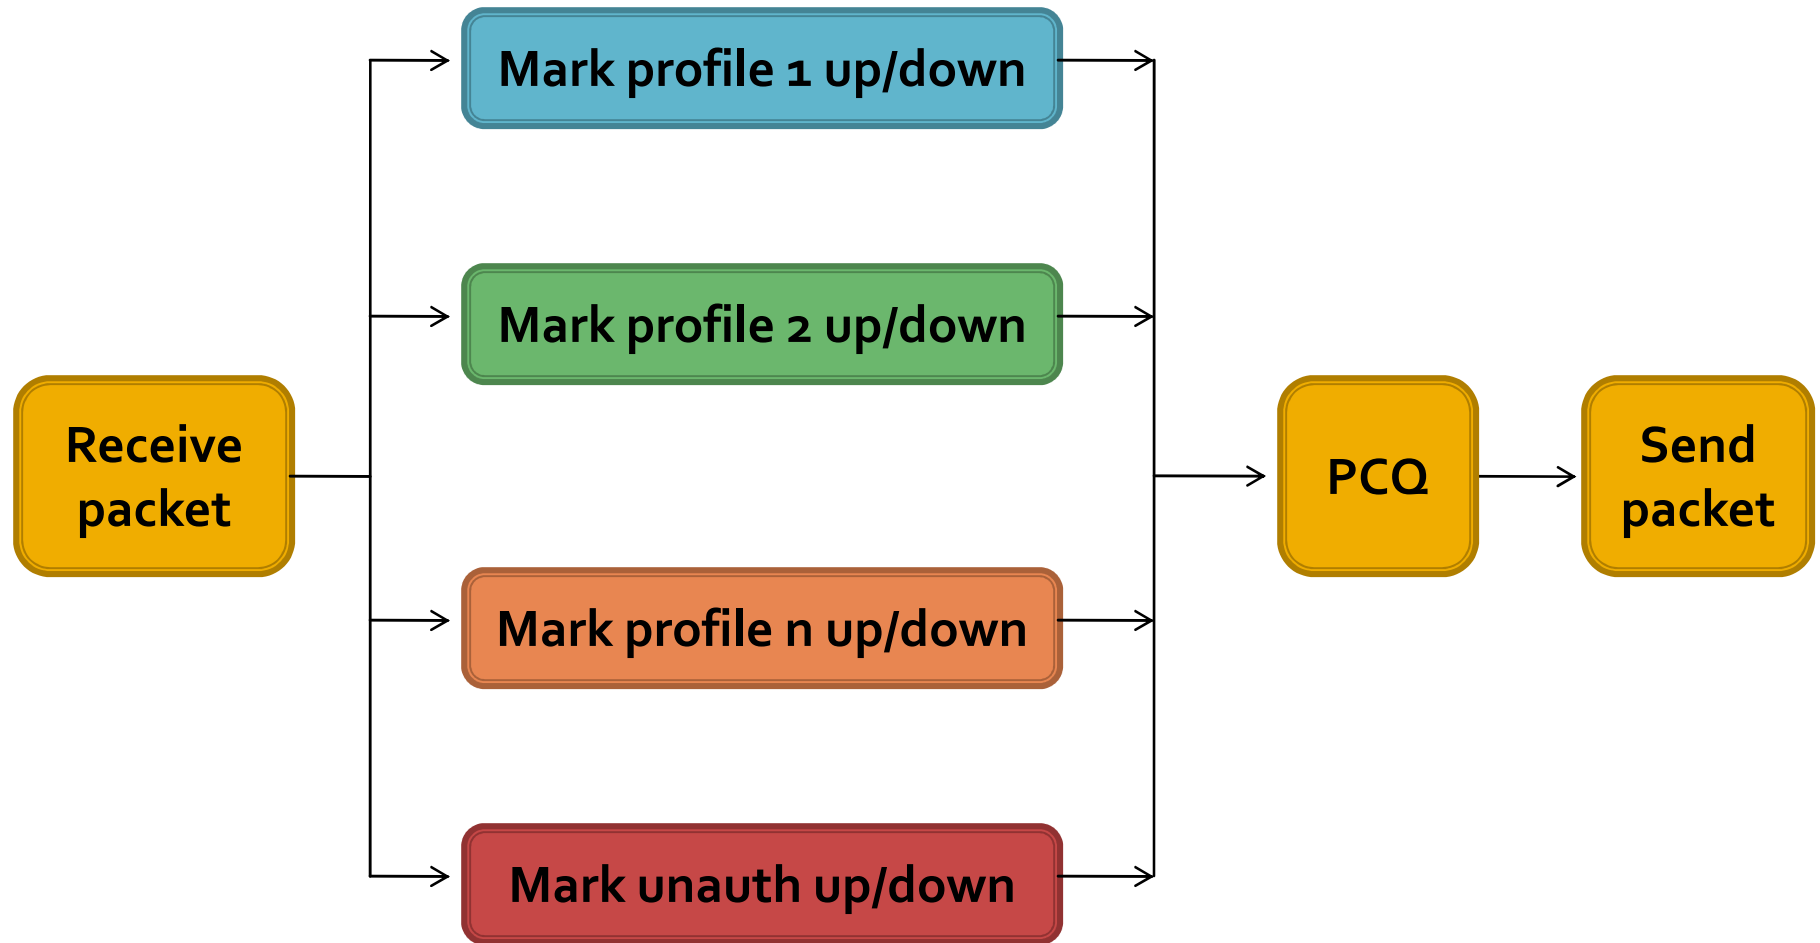 Mark profile 1 up/down
Mark profile 2 up/down
Receive
packet
PCQ
Send
packet
Mark profile n up/down
Mark unauth up/down